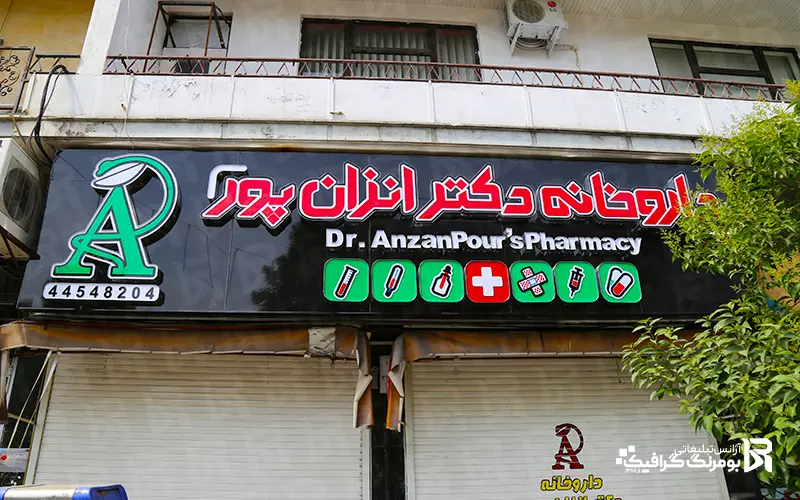 داروخانه دکتر انزان پور
Dr. AnzanPour's Pharmacy
44548204
داروخانه
آژانس تبلیغاتی
بومرنگ گرافیک